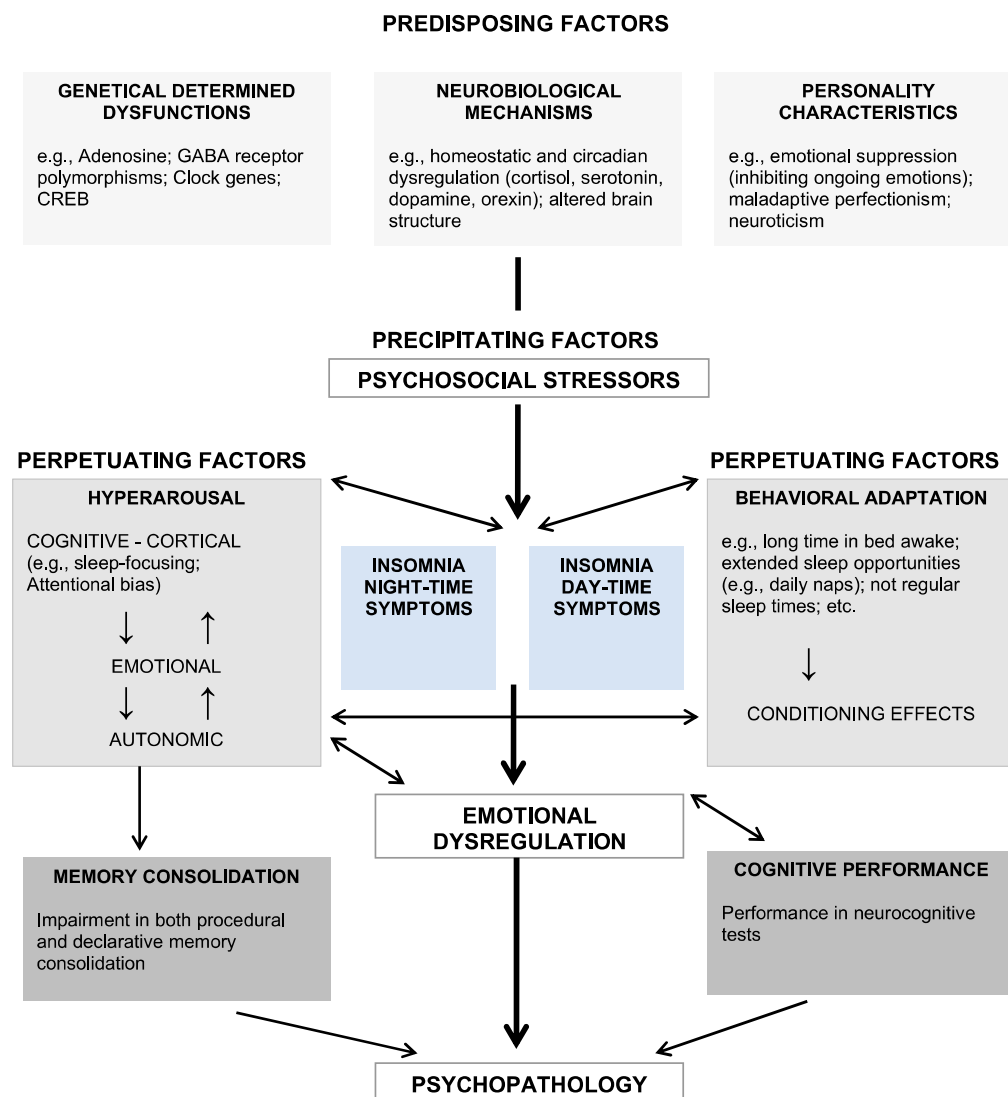 PREDISPOSING FACTORS
GENETICAL DETERMINED
DYSFUNCTIONS
e.g., Adenosine; GABA receptor
polymorphisms; Clock genes;
CREB
NEUROBIOLOGICAL
MECHANISMS
e.g., homeostatic and circadian
dysregulation (cortisol, serotonin,
dopamine, orexin); altered brain
structure
PERSONALITY
CHARACTERISTICS
e.g., emotional suppression
(inhibiting ongoing emotions);
maladaptive perfectionism;
neuroticism
PRECIPITATING FACTORS
PSYCHOSOCIAL STRESSORS
PERPETUATING FACTORS
HYPERAROUSAL
COGNITIVE - CORTICAL
(e.g., sleep-focusing;
Attentional bias)
EMOTIONAL
AUTONOMIC
INSOMNIA
NIGHT-TIME
SYMPTOMS
INSOMNIA
DAY-TIME
SYMPTOMS
PERPETUATING FACTORS
BEHAVIORAL ADAPTATION
e.g., long time in bed awake;
extended sleep opportunities
(e.g., daily naps); not regular
sleep times; etc.
CONDITIONING EFFECTS
EMOTIONAL
DYSREGULATION
MEMORY CONSOLIDATION
Impairment in both procedural
and declarative memory
consolidation
COGNITIVE PERFORMANCE
Performance in neurocognitive
tests
PSYCHOPATHOLOGY